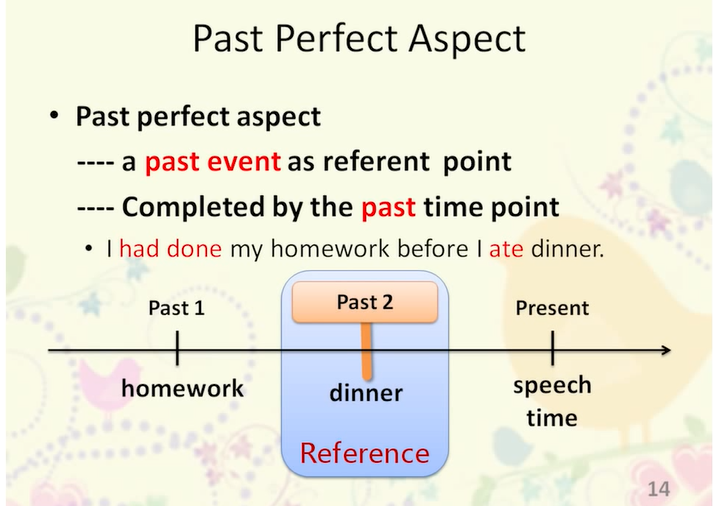 Past Perfect Aspect
• Past perfect aspect
---- a past event as referent point
---- Completed by the past time point
• I had done my homework before I ate dinner.
Past 1 Past 2 Present
homework dinner speech
time
Reference
14